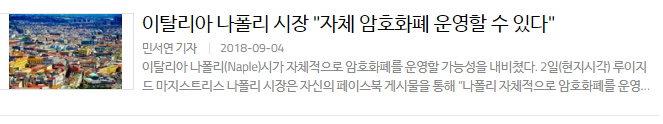 이탈리아 나폴리 시장 "자체 암호화폐 운영할 수 있다"
민서연 기자 | 2018-09-04
이탈리아 나폴리(Naple)시가 자체적으로 암호화폐를 운영할 가능성을 내비쳤다. 2일(현지시각) 루이지
드 마지스트리스 나폴리 시장은 자신의 페이스북 게시물을 통해 "나폴리 자체적으로 암호화폐를 운영...